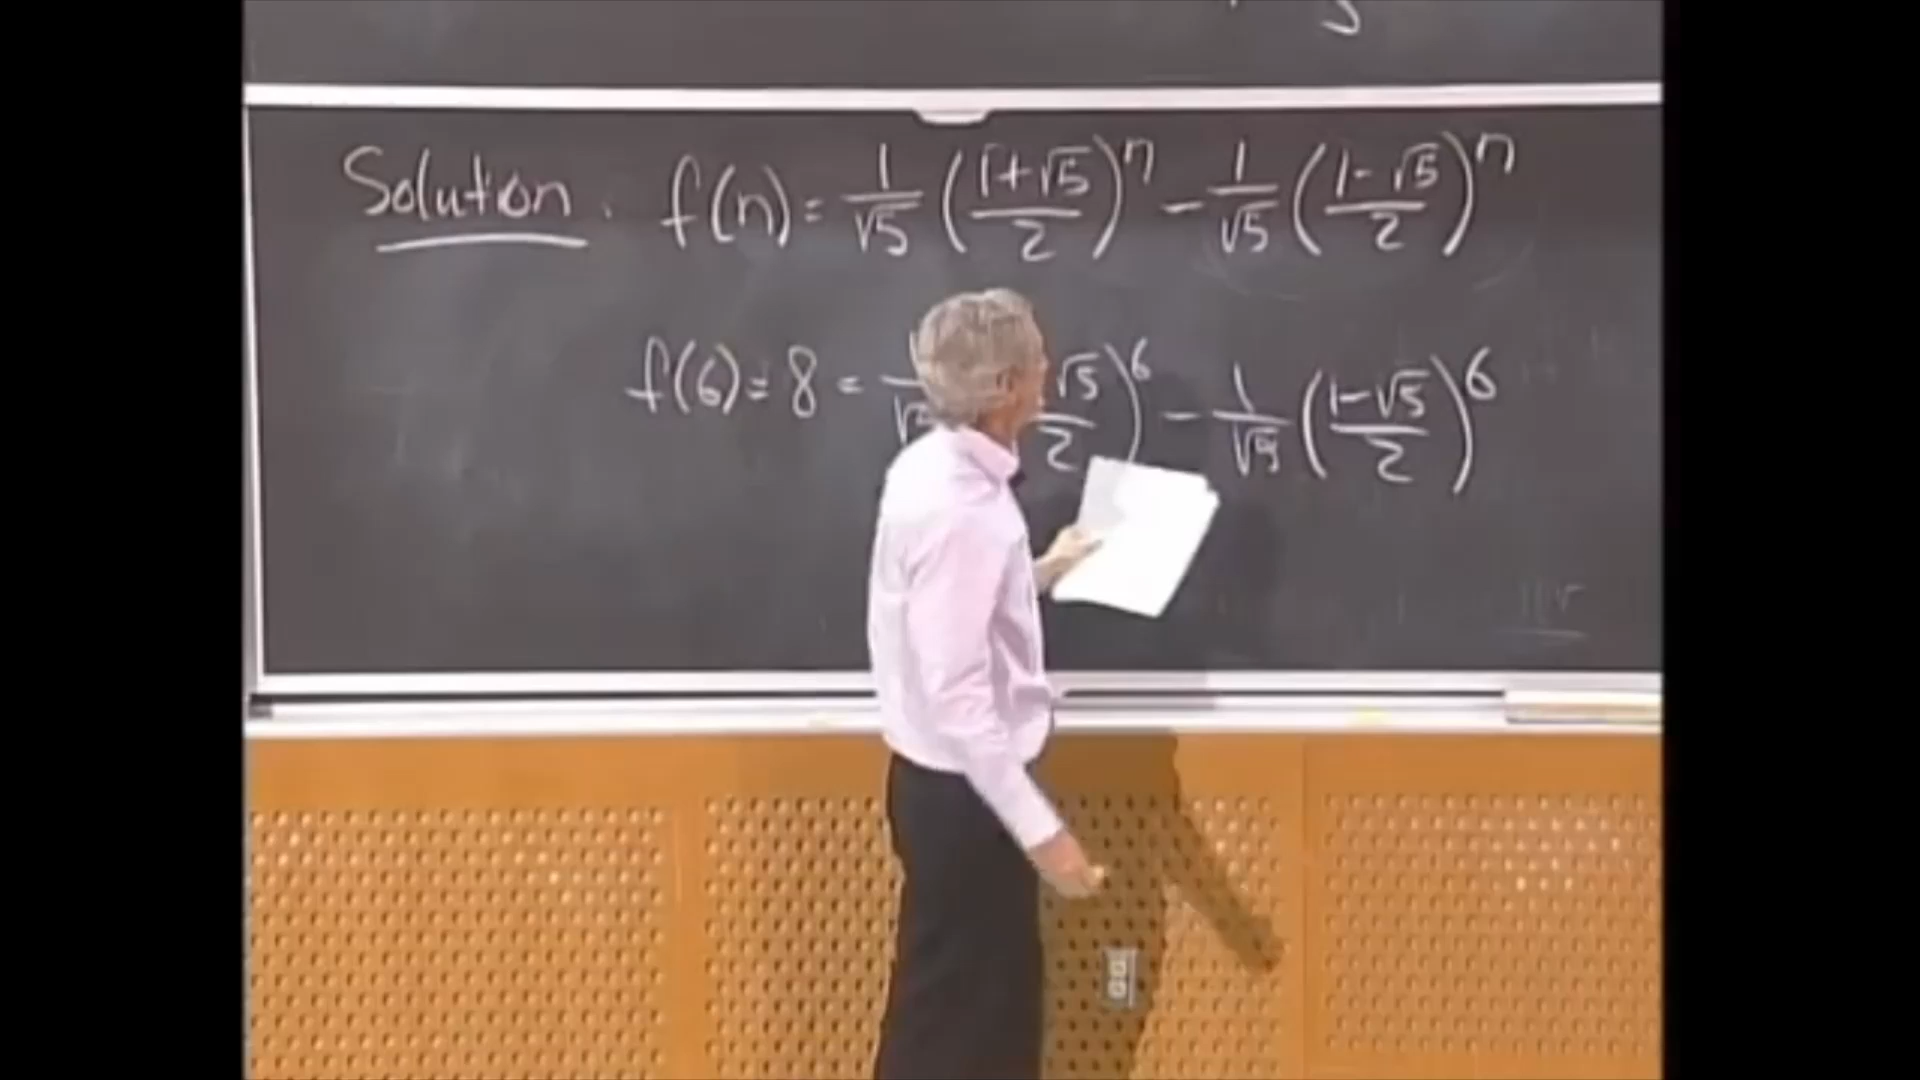 Solution. f(n) = 1/√5 ((1+√5)/2)^n - 1/√5 ((1-√5)/2)^n
f(6) = 8 = √5/2)^6 - 1/√5 ((1-√5)/2)^6